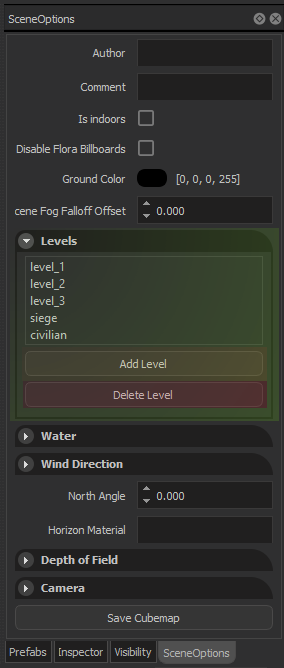 SceneOptions
Author
Comment
Is indoors
Disable Flora Billboards
Ground Color [0, 0, 0, 255]
cene Fog Falloff Offset 0.000
Levels
level_1
level_2
level_3
siege
civilian
Add Level
Delete Level
Water
Wind Direction
North Angle 0.000
Horizon Material
Depth of Field
Camera
Save Cubemap
Prefabs Inspector Visibility SceneOptions